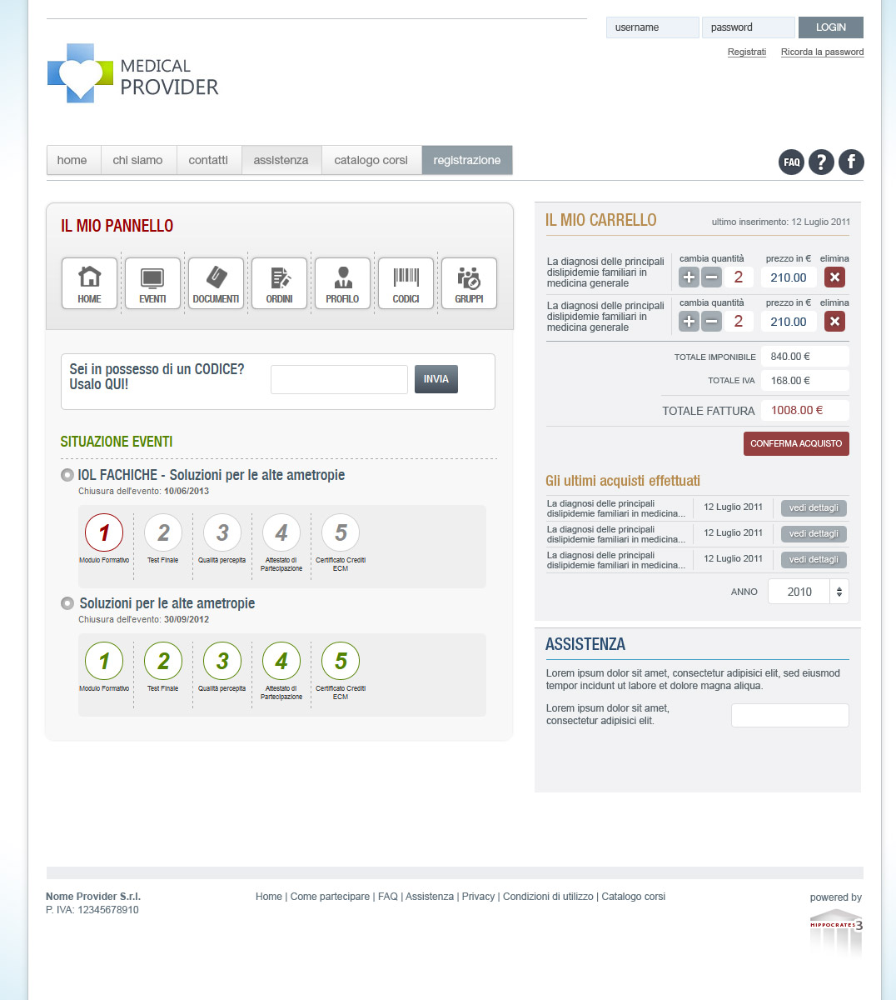 username
password
LOGIN
Registrati
Ricorda la password
MEDICAL
PROVIDER
home
chi siamo
contatti
assistenza
catalogo corsi
registrazione
FAQ
?
f
IL MIO PANNELLO
HOME
EVENTI
DOCUMENTI
ORDINI
PROFILO
CODICI
GRUPPI
Sei in possesso di un CODICE?
Usalo QUI!
INVIA
SITUAZIONE EVENTI
IOL FACHICHE - Soluzioni per le alte ametropie
Chiusura dell'evento: 10/06/2013
1
2
3
4
5
Modulo Formativo
Test Finale
Qualità percepita
Attestato di
Partecipazione
Certificato Crediti
ECM
Soluzioni per le alte ametropie
Chiusura dell'evento: 30/09/2012
1
2
3
4
5
Modulo Formativo
Test Finale
Qualità percepita
Attestato di
Partecipazione
Certificato Crediti
ECM
IL MIO CARRELLO
ultimo inserimento: 12 Luglio 2011
La diagnosi delle principali
dislipidemie familiari in
medicina generale
cambia quantità
2
prezzo in €
210.00
elimina
La diagnosi delle principali
dislipidemie familiari in
medicina generale
cambia quantità
2
prezzo in €
210.00
elimina
TOTALE IMPONIBILE
840.00 €
TOTALE IVA
168.00 €
TOTALE FATTURA
1008.00 €
CONFERMA ACQUISTO
Gli ultimi acquisti effettuati
La diagnosi delle principali
dislipidemie familiari in medicina...
12 Luglio 2011
vedi dettagli
La diagnosi delle principali
dislipidemie familiari in medicina...
12 Luglio 2011
vedi dettagli
La diagnosi delle principali
dislipidemie familiari in medicina...
12 Luglio 2011
vedi dettagli
ANNO
2010
ASSISTENZA
Lorem ipsum dolor sit amet, consectetur adipisici elit, sed eiusmod
tempor incidunt ut labore et dolore magna aliqua.
Lorem ipsum dolor sit amet,
consectetur adipisici elit.
Nome Provider S.r.l.
P. IVA: 12345678910
Home | Come partecipare | FAQ | Assistenza | Privacy | Condizioni di utilizzo | Catalogo corsi
powered by
HIPPOCRATES3